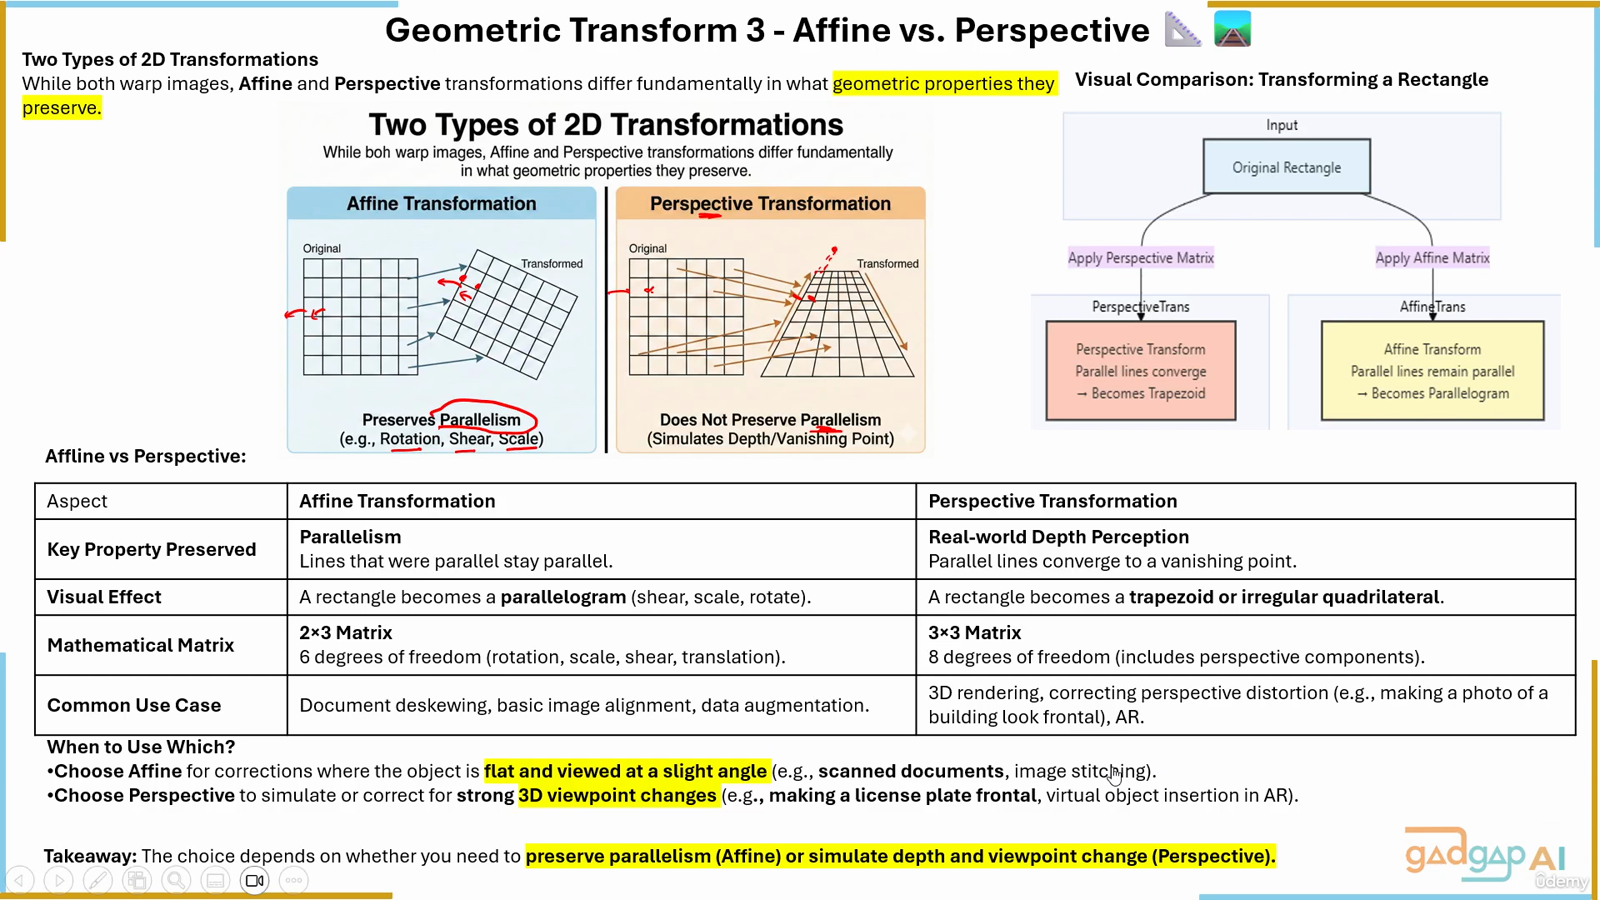 Geometric Transform 3 - Affine vs. Perspective
Two Types of 2D Transformations
While both warp images, Affine and Perspective transformations differ fundamentally in what geometric properties they
preserve.
Two Types of 2D Transformations
While boh warp images, Affine and Perspective transformations differ fundamentally
in what geometric properties they preserve.
Affine Transformation
Original
Transformed
Preserves Parallelism
(e.g., Rotation, Shear, Scale)
Perspective Transformation
Original
Transformed
Does Not Preserve Parallelism
(Simulates Depth/Vanishing Point)
Visual Comparison: Transforming a Rectangle
Input
Original Rectangle
Apply Perspective Matrix
Apply Affine Matrix
PerspectiveTrans
AffineTrans
Perspective Transform
Parallel lines converge
→ Becomes Trapezoid
Affine Transform
Parallel lines remain parallel
→ Becomes Parallelogram
Affline vs Perspective:
Aspect
Affine Transformation
Perspective Transformation
Key Property Preserved
Parallelism
Lines that were parallel stay parallel.
Real-world Depth Perception
Parallel lines converge to a vanishing point.
Visual Effect
A rectangle becomes a parallelogram (shear, scale, rotate).
A rectangle becomes a trapezoid or irregular quadrilateral.
Mathematical Matrix
2×3 Matrix
6 degrees of freedom (rotation, scale, shear, translation).
3×3 Matrix
8 degrees of freedom (includes perspective components).
Common Use Case
Document deskewing, basic image alignment, data augmentation.
3D rendering, correcting perspective distortion (e.g., making a photo of a
building look frontal), AR.
When to Use Which?
•Choose Affine for corrections where the object is flat and viewed at a slight angle (e.g., scanned documents, image stitching).
•Choose Perspective to simulate or correct for strong 3D viewpoint changes (e.g., making a license plate frontal, virtual object insertion in AR).
Takeaway: The choice depends on whether you need to preserve parallelism (Affine) or simulate depth and viewpoint change (Perspective).
gadgap AI
ûdemy